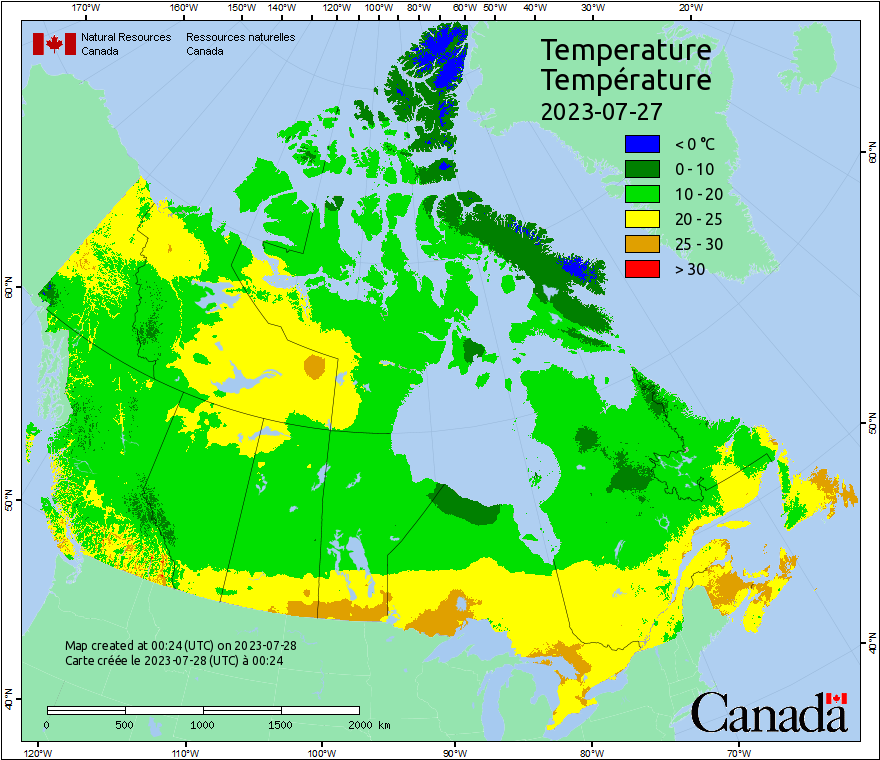 170°W 160°W 150°W 140°W 130°W 120°W 110°W 100°W 90°W 80°W 70°W 60°W 50°W 40°W 30°W 20°W
Natural Resources Canada
Ressources naturelles Canada
Temperature
Température
2023-07-27
< 0 °C
0 - 10
10 - 20
20 - 25
25 - 30
> 30
60°N
50°N
40°N
60°N
50°N
40°N
Map created at 00:24 (UTC) on 2023-07-28
Carte créée le 2023-07-28 (UTC) à 00:24
0 500 1000 1500 2000 km
Canada
120°W 110°W 100°W 90°W 80°W 70°W